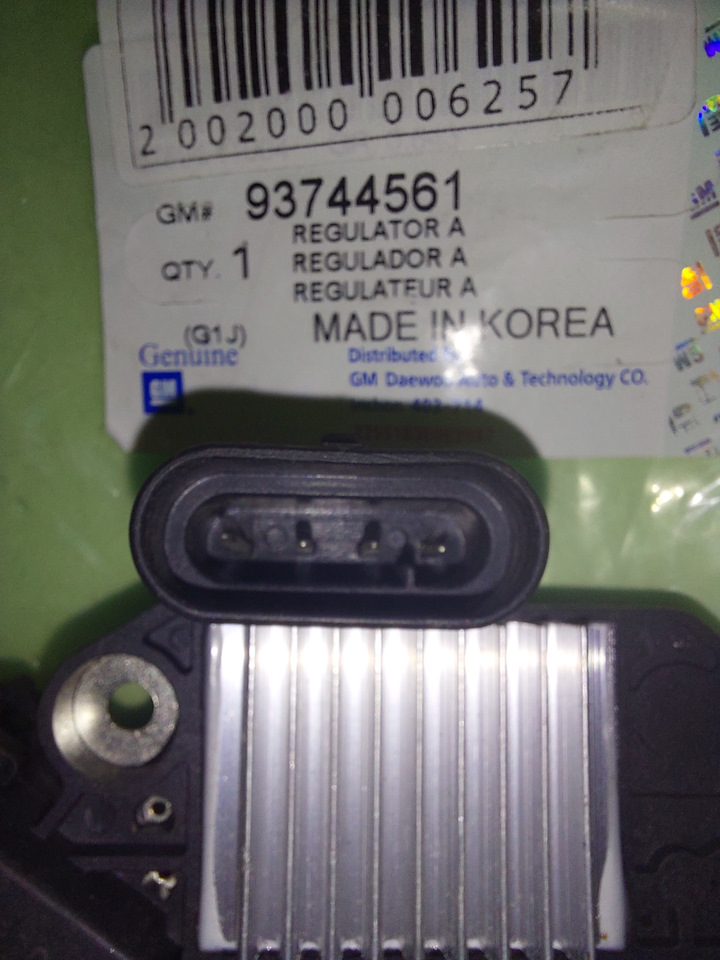 2 002000 006257
GM# 93744561
REGULATOR A
QTY. 1 REGULADOR A
REGULATEUR A
(G1J) MADE IN KOREA
Genuine Distributed
GM GM Daewoo Auto & Technology CO.